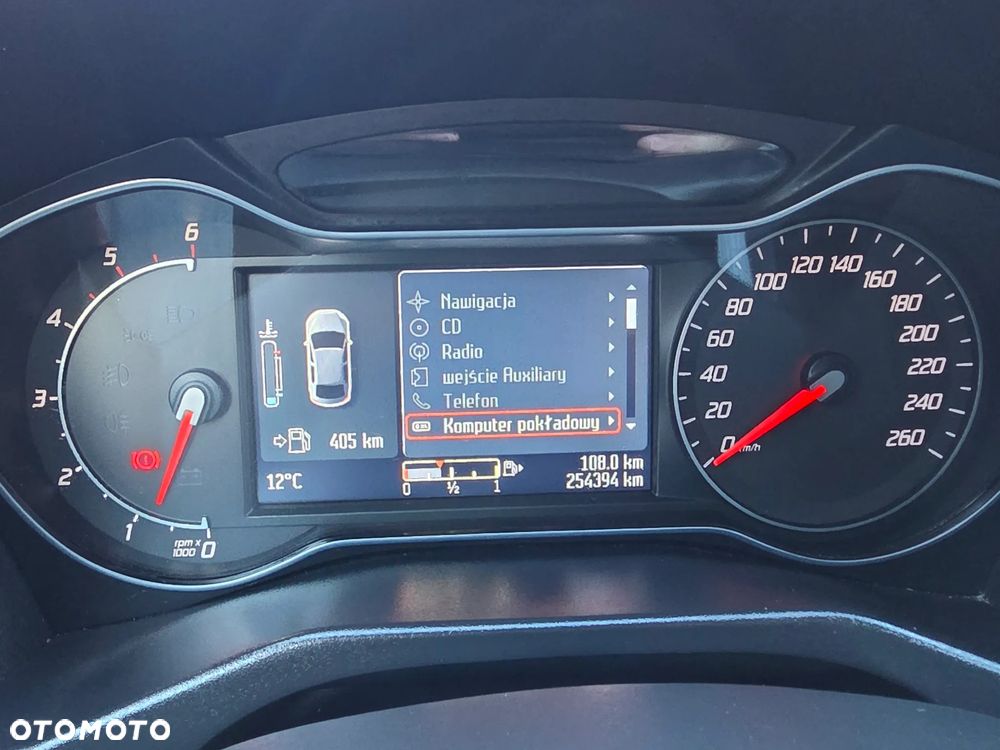 6
5
4
3
2
1
0
rpm x
1000
Nawigacja
CD
Radio
wejście Auxiliary
Telefon
Komputer pokładowy
405 km
12°C
0 ½ 1
108.0 km
254394 km
0
20
40
60
80
100
120
140
160
180
200
220
240
260
km/h
OTOMOTO